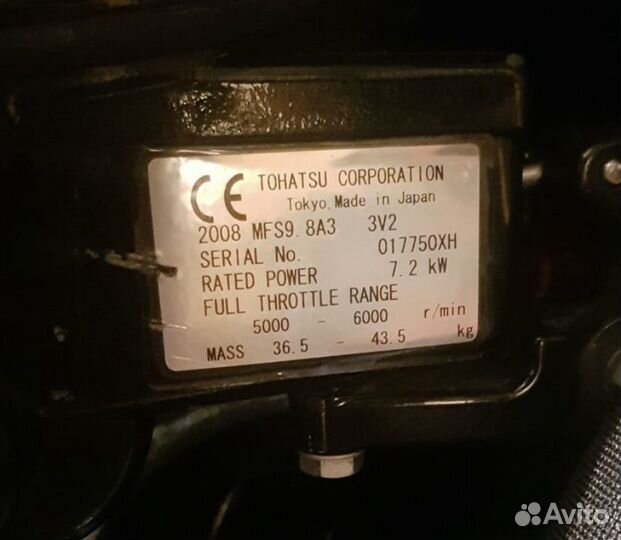 CE TOHATSU CORPORATION
Tokyo. Made in Japan
2008 MFS9.8A3 3V2
SERIAL No. 017750XH
RATED POWER 7.2 kW
FULL THROTTLE RANGE
5000 - 6000 r/min
MASS 36.5 - 43.5 kg
Avito